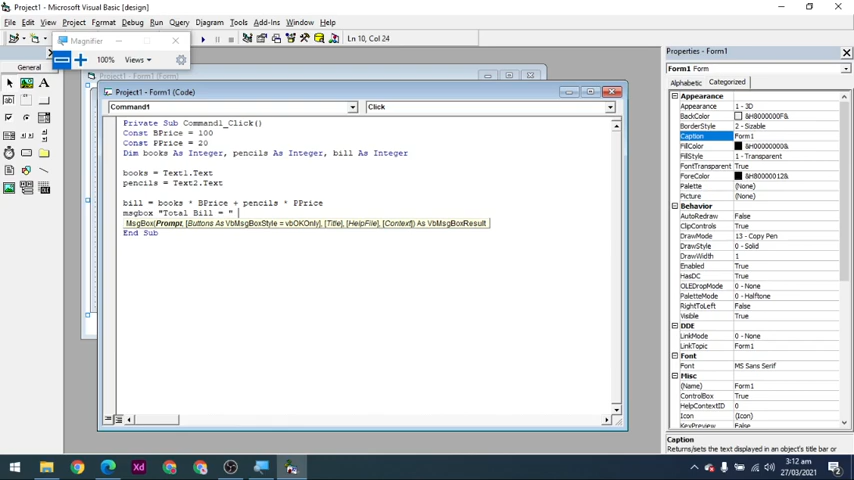 Project1 - Microsoft Visual Basic [design]
File Edit View Project Format Debug Run Query Diagram Tools Add-Ins Window Help
Ln 10, Col 24
Magnifier
100% Views
General
A
ab
Project1 - Form1 (Form)
Project1 - Form1 (Code)
Command1
Click
Private Sub Command1_Click()
Const BPrice = 100
Const PPrice = 20
Dim books As Integer, pencils As Integer, bill As Integer
books = Text1.Text
pencils = Text2.Text
bill = books * BPrice + pencils * PPrice
msgbox "Total Bill = "
MsgBox(Prompt, [Buttons As VbMsgBoxStyle = vbOKOnly], [Title], [HelpFile], [Context]) As VbMsgBoxResult
End Sub
Properties - Form1
Form1 Form
Alphabetic Categorized
Appearance
Appearance 1 - 3D
BackColor &H8000000F&
BorderStyle 2 - Sizable
Caption Form1
FillColor &H00000000&
FillStyle 1 - Transparent
FontTransparent True
ForeColor &H80000012&
Palette (None)
Picture (None)
Behavior
AutoRedraw False
ClipControls True
DrawMode 13 - Copy Pen
DrawStyle 0 - Solid
DrawWidth 1
Enabled True
HasDC True
OLEDropMode 0 - None
PaletteMode 0 - Halftone
RightToLeft False
Visible True
DDE
LinkMode 0 - None
LinkTopic Form1
Font
Font MS Sans Serif
Misc
(Name) Form1
ControlBox True
HelpContextID 0
Icon (Icon)
KeyPreview False
Caption
Returns/sets the text displayed in an object's title bar or
Xd
3:12 pm
27/03/2021
2